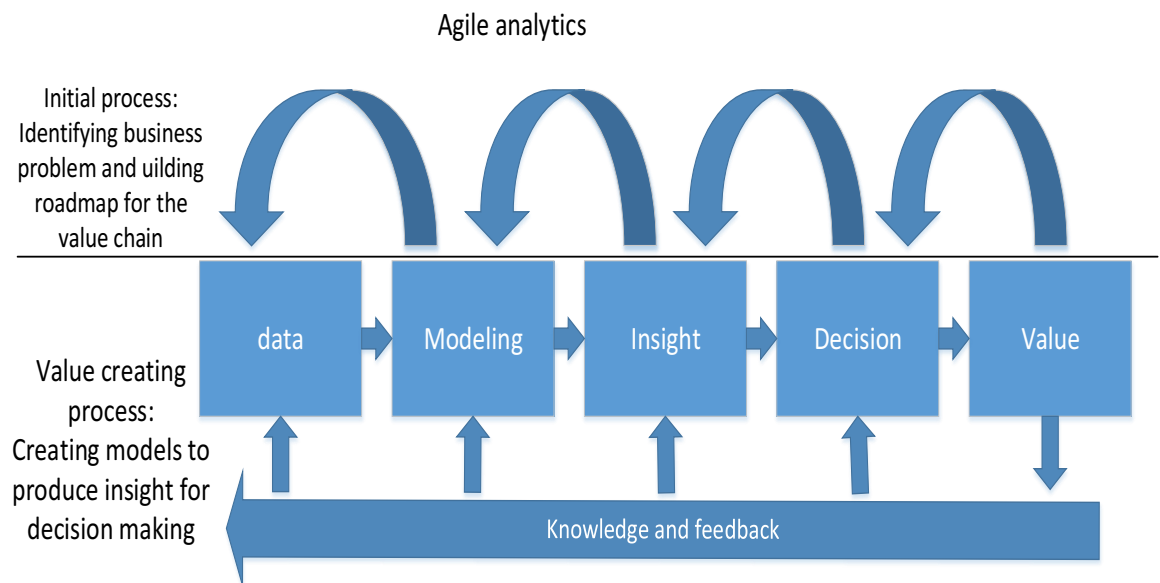 Agile analytics
Initial process:
Identifying business
problem and uilding
roadmap for the
value chain
data
Modeling
Insight
Decision
Value
Value creating
process:
Creating models to
produce insight for
decision making
Knowledge and feedback